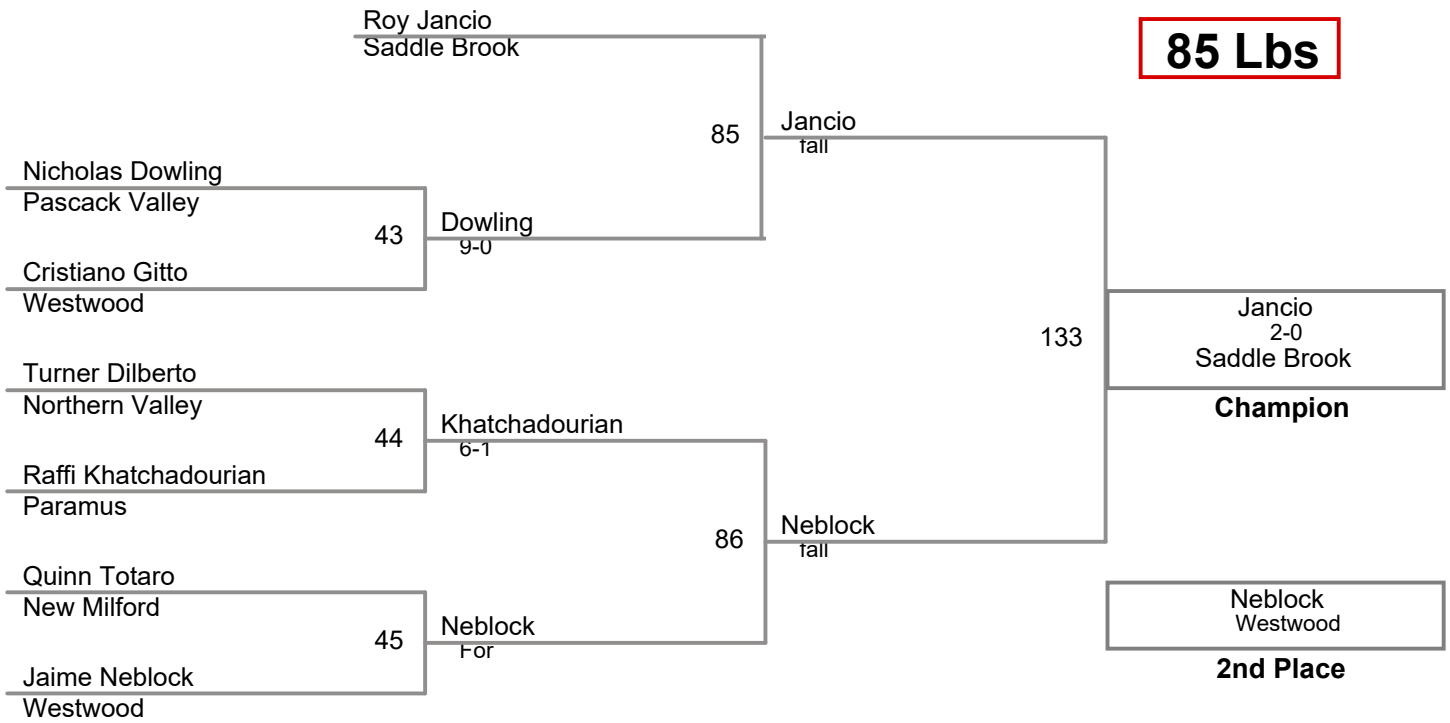 Roy Jancio
Saddle Brook
85 Lbs
85
Jancio
fall
Nicholas Dowling
Pascack Valley
43
Dowling
9-0
Cristiano Gitto
Westwood
133
Jancio
2-0
Saddle Brook
Champion
Turner Dilberto
Northern Valley
44
Khatchadourian
6-1
Raffi Khatchadourian
Paramus
86
Neblock
fall
Quinn Totaro
New Milford
45
Neblock
For
Jaime Neblock
Westwood
Neblock
Westwood
2nd Place